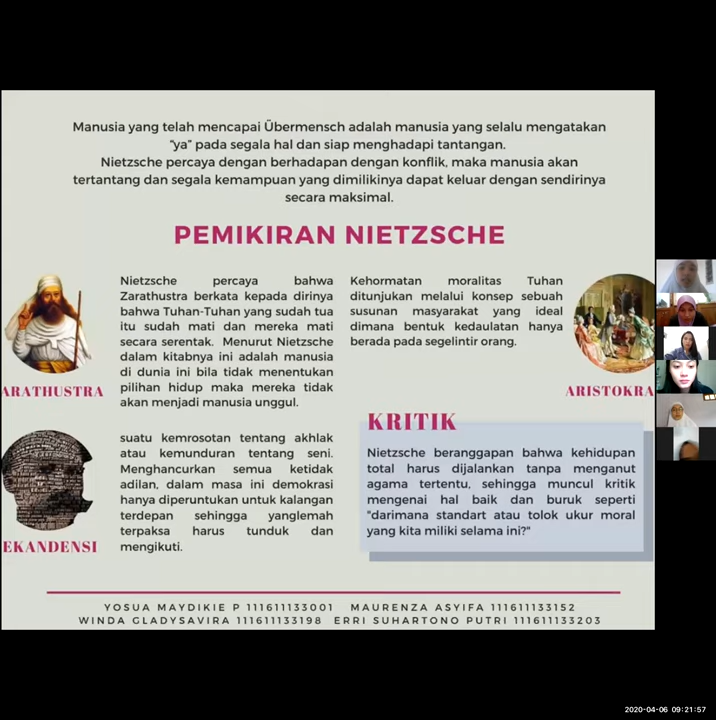 Manusia yang telah mencapai Übermensch adalah manusia yang selalu mengatakan
"ya" pada segala hal dan siap menghadapi tantangan.
Nietzsche percaya dengan berhadapan dengan konflik, maka manusia akan
tertantang dan segala kemampuan yang dimilikinya dapat keluar dengan sendirinya
secara maksimal.
PEMIKIRAN NIETZSCHE
Nietzsche percaya bahwa
Zarathustra berkata kepada dirinya
bahwa Tuhan-Tuhan yang sudah tua
itu sudah mati dan mereka mati
secara serentak. Menurut Nietzsche
dalam kitabnya ini adalah manusia
di dunia ini bila tidak menentukan
pilihan hidup maka mereka tidak
akan menjadi manusia unggul.
ARATHUSTRA
Kehormatan moralitas Tuhan
ditunjukan melalui konsep sebuah
susunan masyarakat yang ideal
dimana bentuk kedaulatan hanya
berada pada segelintir orang.
ARISTOKRA
suatu kemrosotan tentang akhlak
atau kemunduran tentang seni.
Menghancurkan semua ketidak
adilan, dalam masa ini demokrasi
hanya diperuntukan untuk kalangan
terdepan sehingga yanglemah
terpaksa harus tunduk dan
mengikuti.
EKANDENSI
KRITIK
Nietzsche beranggapan bahwa kehidupan
total harus dijalankan tanpa menganut
agama tertentu, sehingga muncul kritik
mengenai hal baik dan buruk seperti
"darimana standart atau tolok ukur moral
yang kita miliki selama ini?"
YOSUA MAYDIKIE P 111611133001 MAURENZA ASYIFA 111611133152
WINDA GLADYSAVIRA 111611133198 ERRI SUHARTONO PUTRI 111611133203
2020-04-06 09:21:57